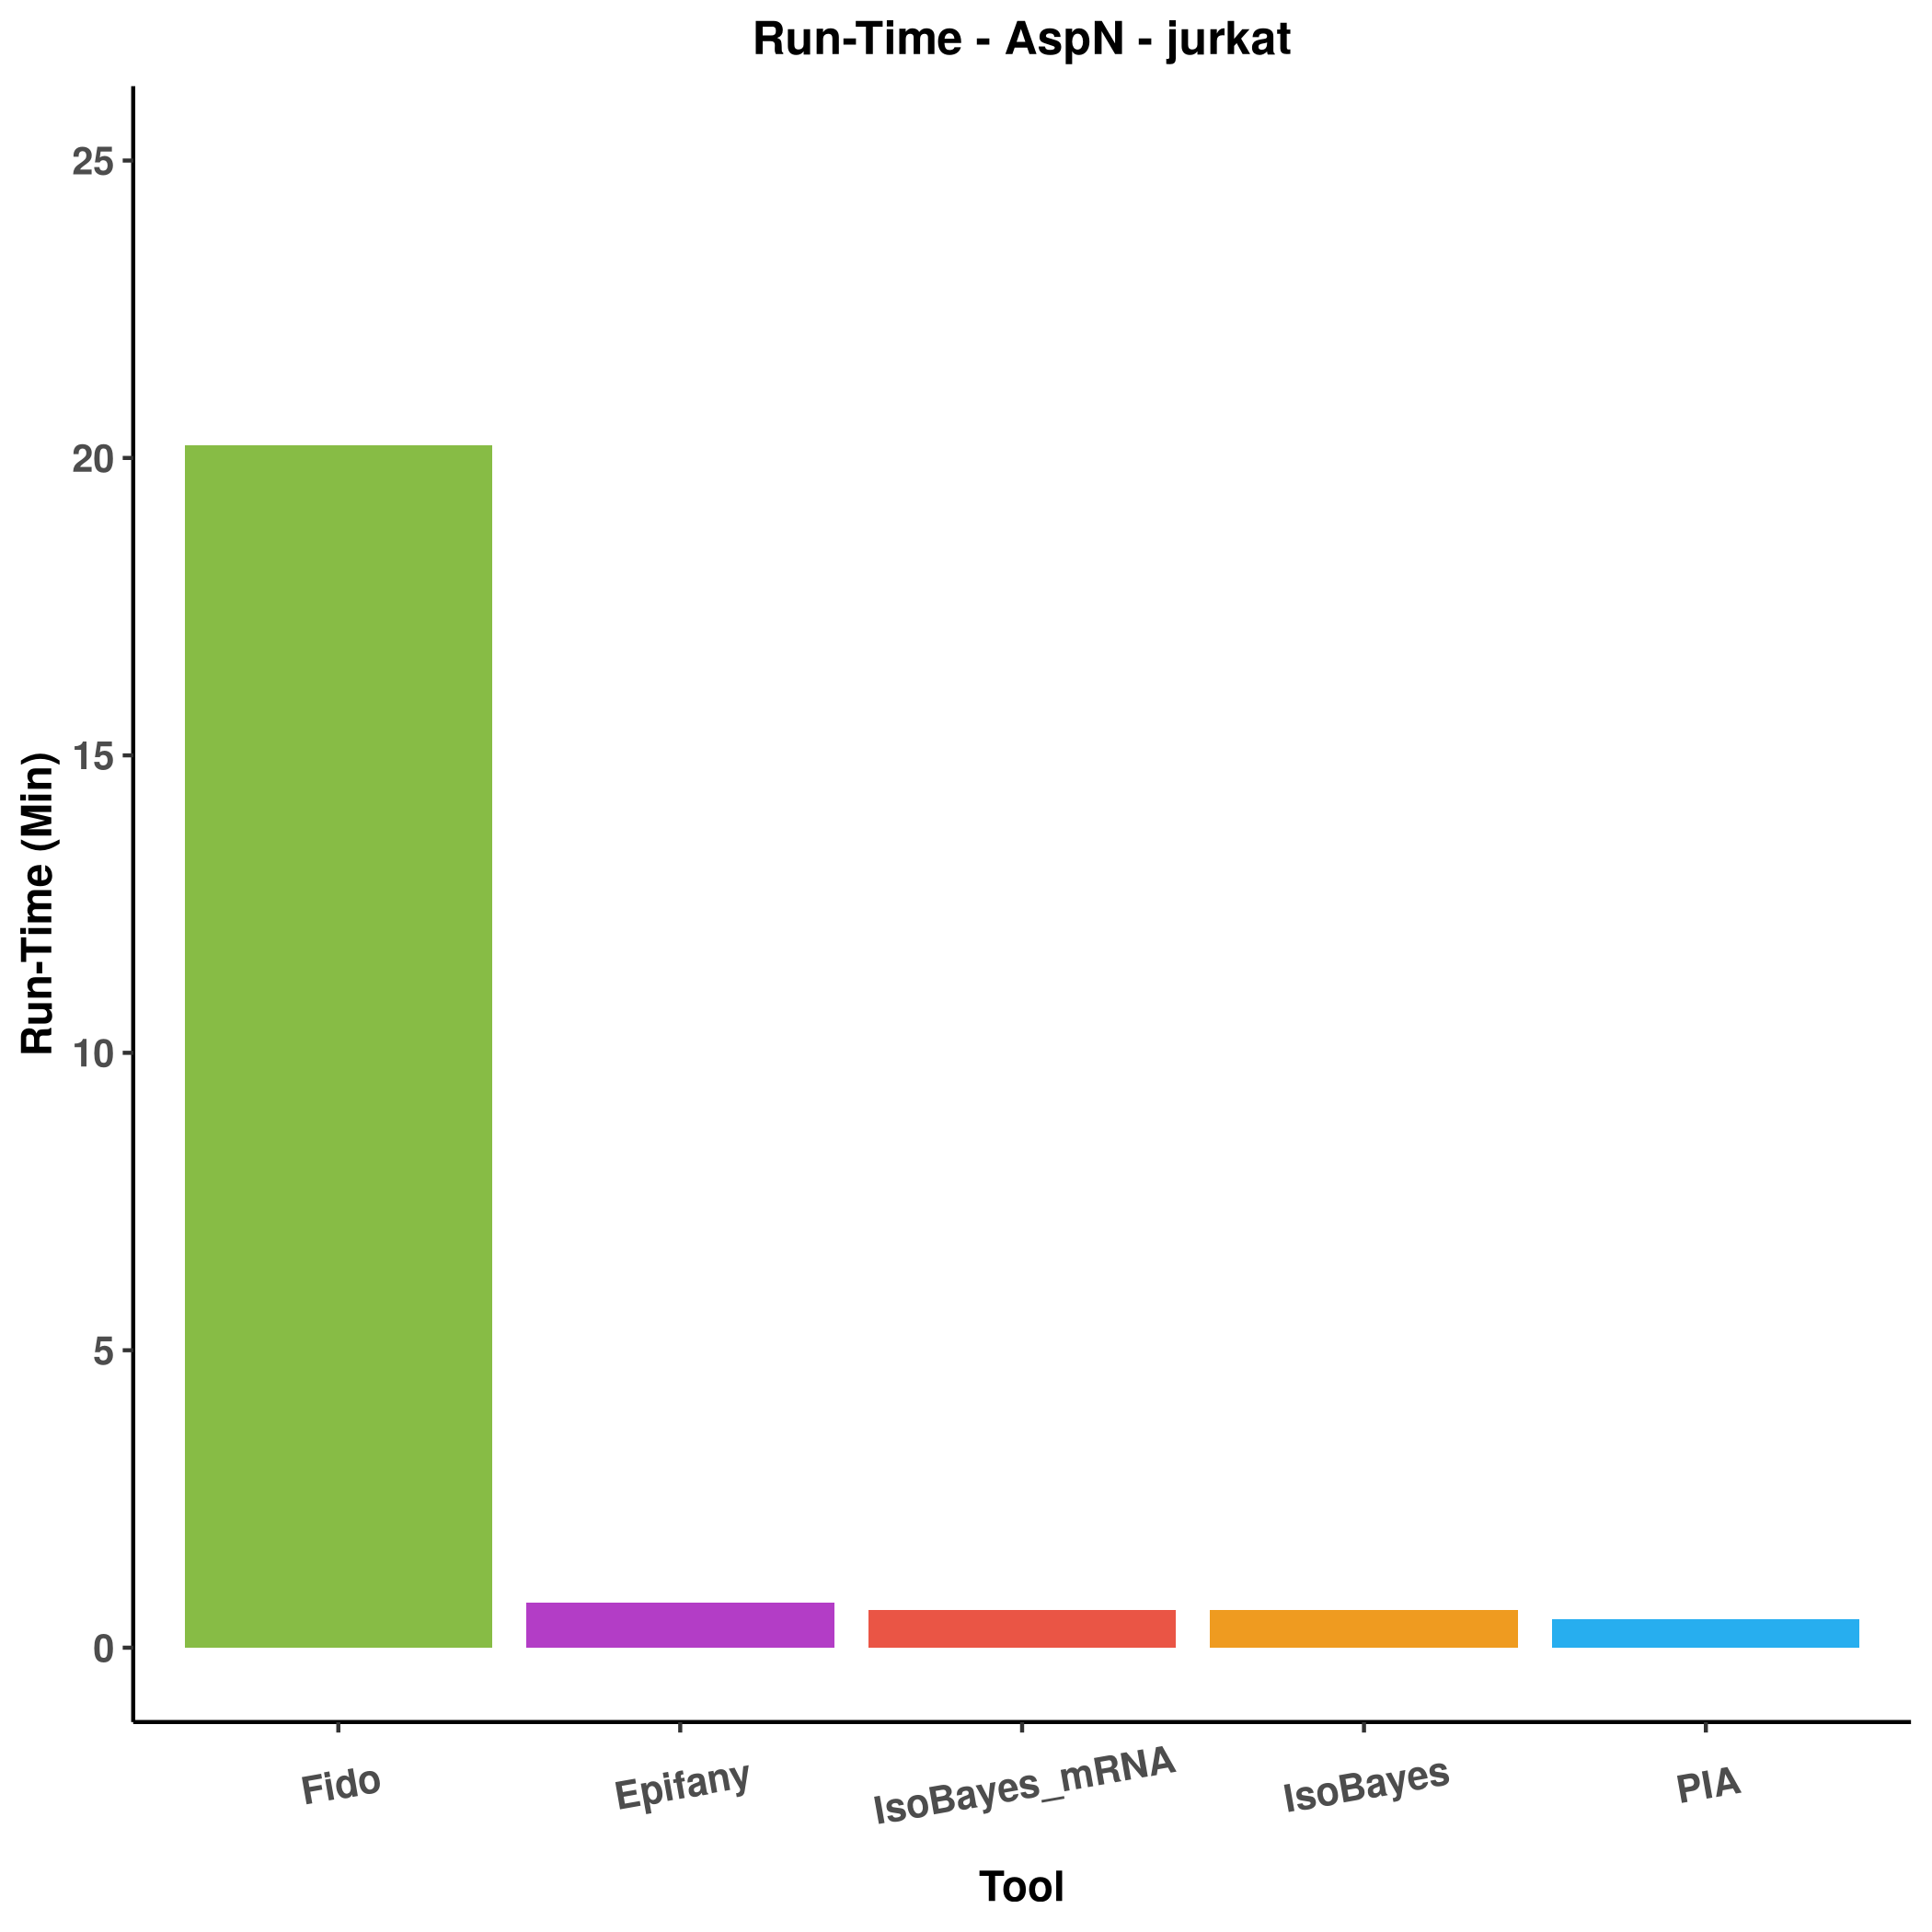 Run-Time - AspN - jurkat
Run-Time (Min)
25
20
15
10
5
0
Fido
Epifany
IsoBayes_mRNA
IsoBayes
PIA
Tool